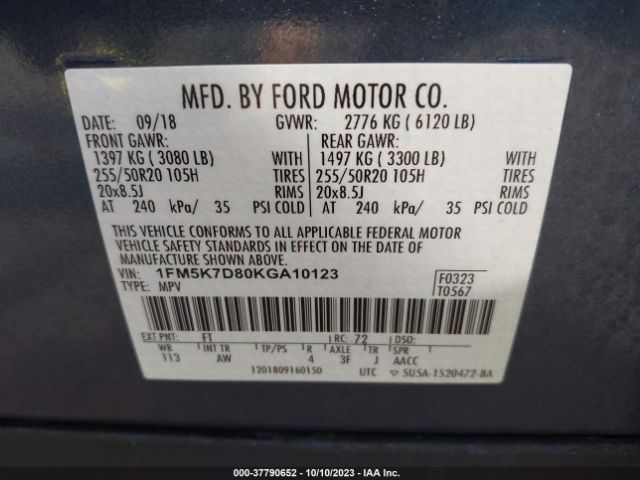 MFD. BY FORD MOTOR CO.
DATE: 09/18 GVWR: 2776 KG ( 6120 LB)
FRONT GAWR: REAR GAWR:
1397 KG ( 3080 LB) WITH 1497 KG ( 3300 LB) WITH
255/50R20 105H TIRES 255/50R20 105H TIRES
20x8.5J RIMS 20x8.5J RIMS
AT 240 kPa/ 35 PSI COLD AT 240 kPa/ 35 PSI COLD
THIS VEHICLE CONFORMS TO ALL APPLICABLE FEDERAL MOTOR
VEHICLE SAFETY STANDARDS IN EFFECT ON THE DATE OF
MANUFACTURE SHOWN ABOVE.
VIN: 1FM5K7D80KGA10123 F0323
TYPE: MPV T0567
EXT PNT: FT RC: 72 DSO:
WB INT TR TP/PS R AXLE TR SPR
113 AW 4 3F J AACC
1201809160150 UTC 5U5A-1520472-8A
000-37790652 - 10/10/2023 - IAA Inc.